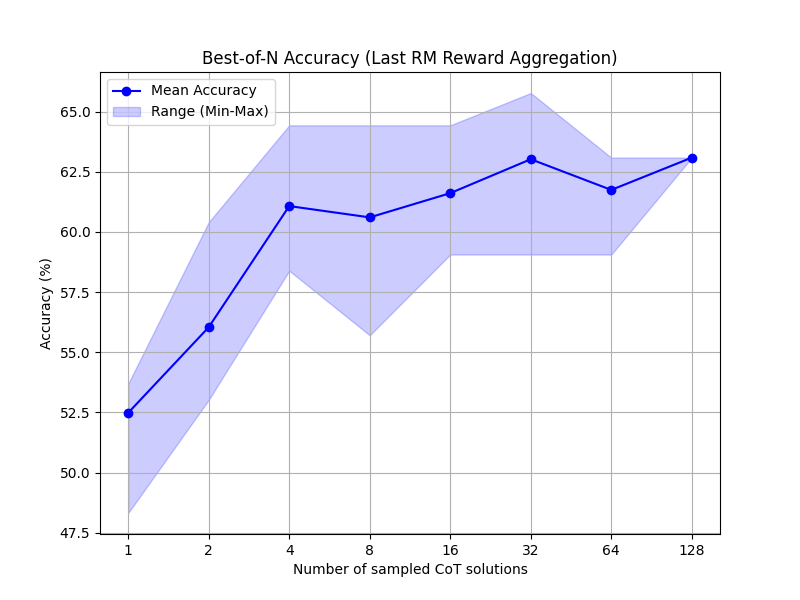 Best-of-N Accuracy (Last RM Reward Aggregation)
Mean Accuracy
Range (Min-Max)
65.0
62.5
60.0
57.5
55.0
52.5
50.0
47.5
Accuracy (%)
1 2 4 8 16 32 64 128
Number of sampled CoT solutions